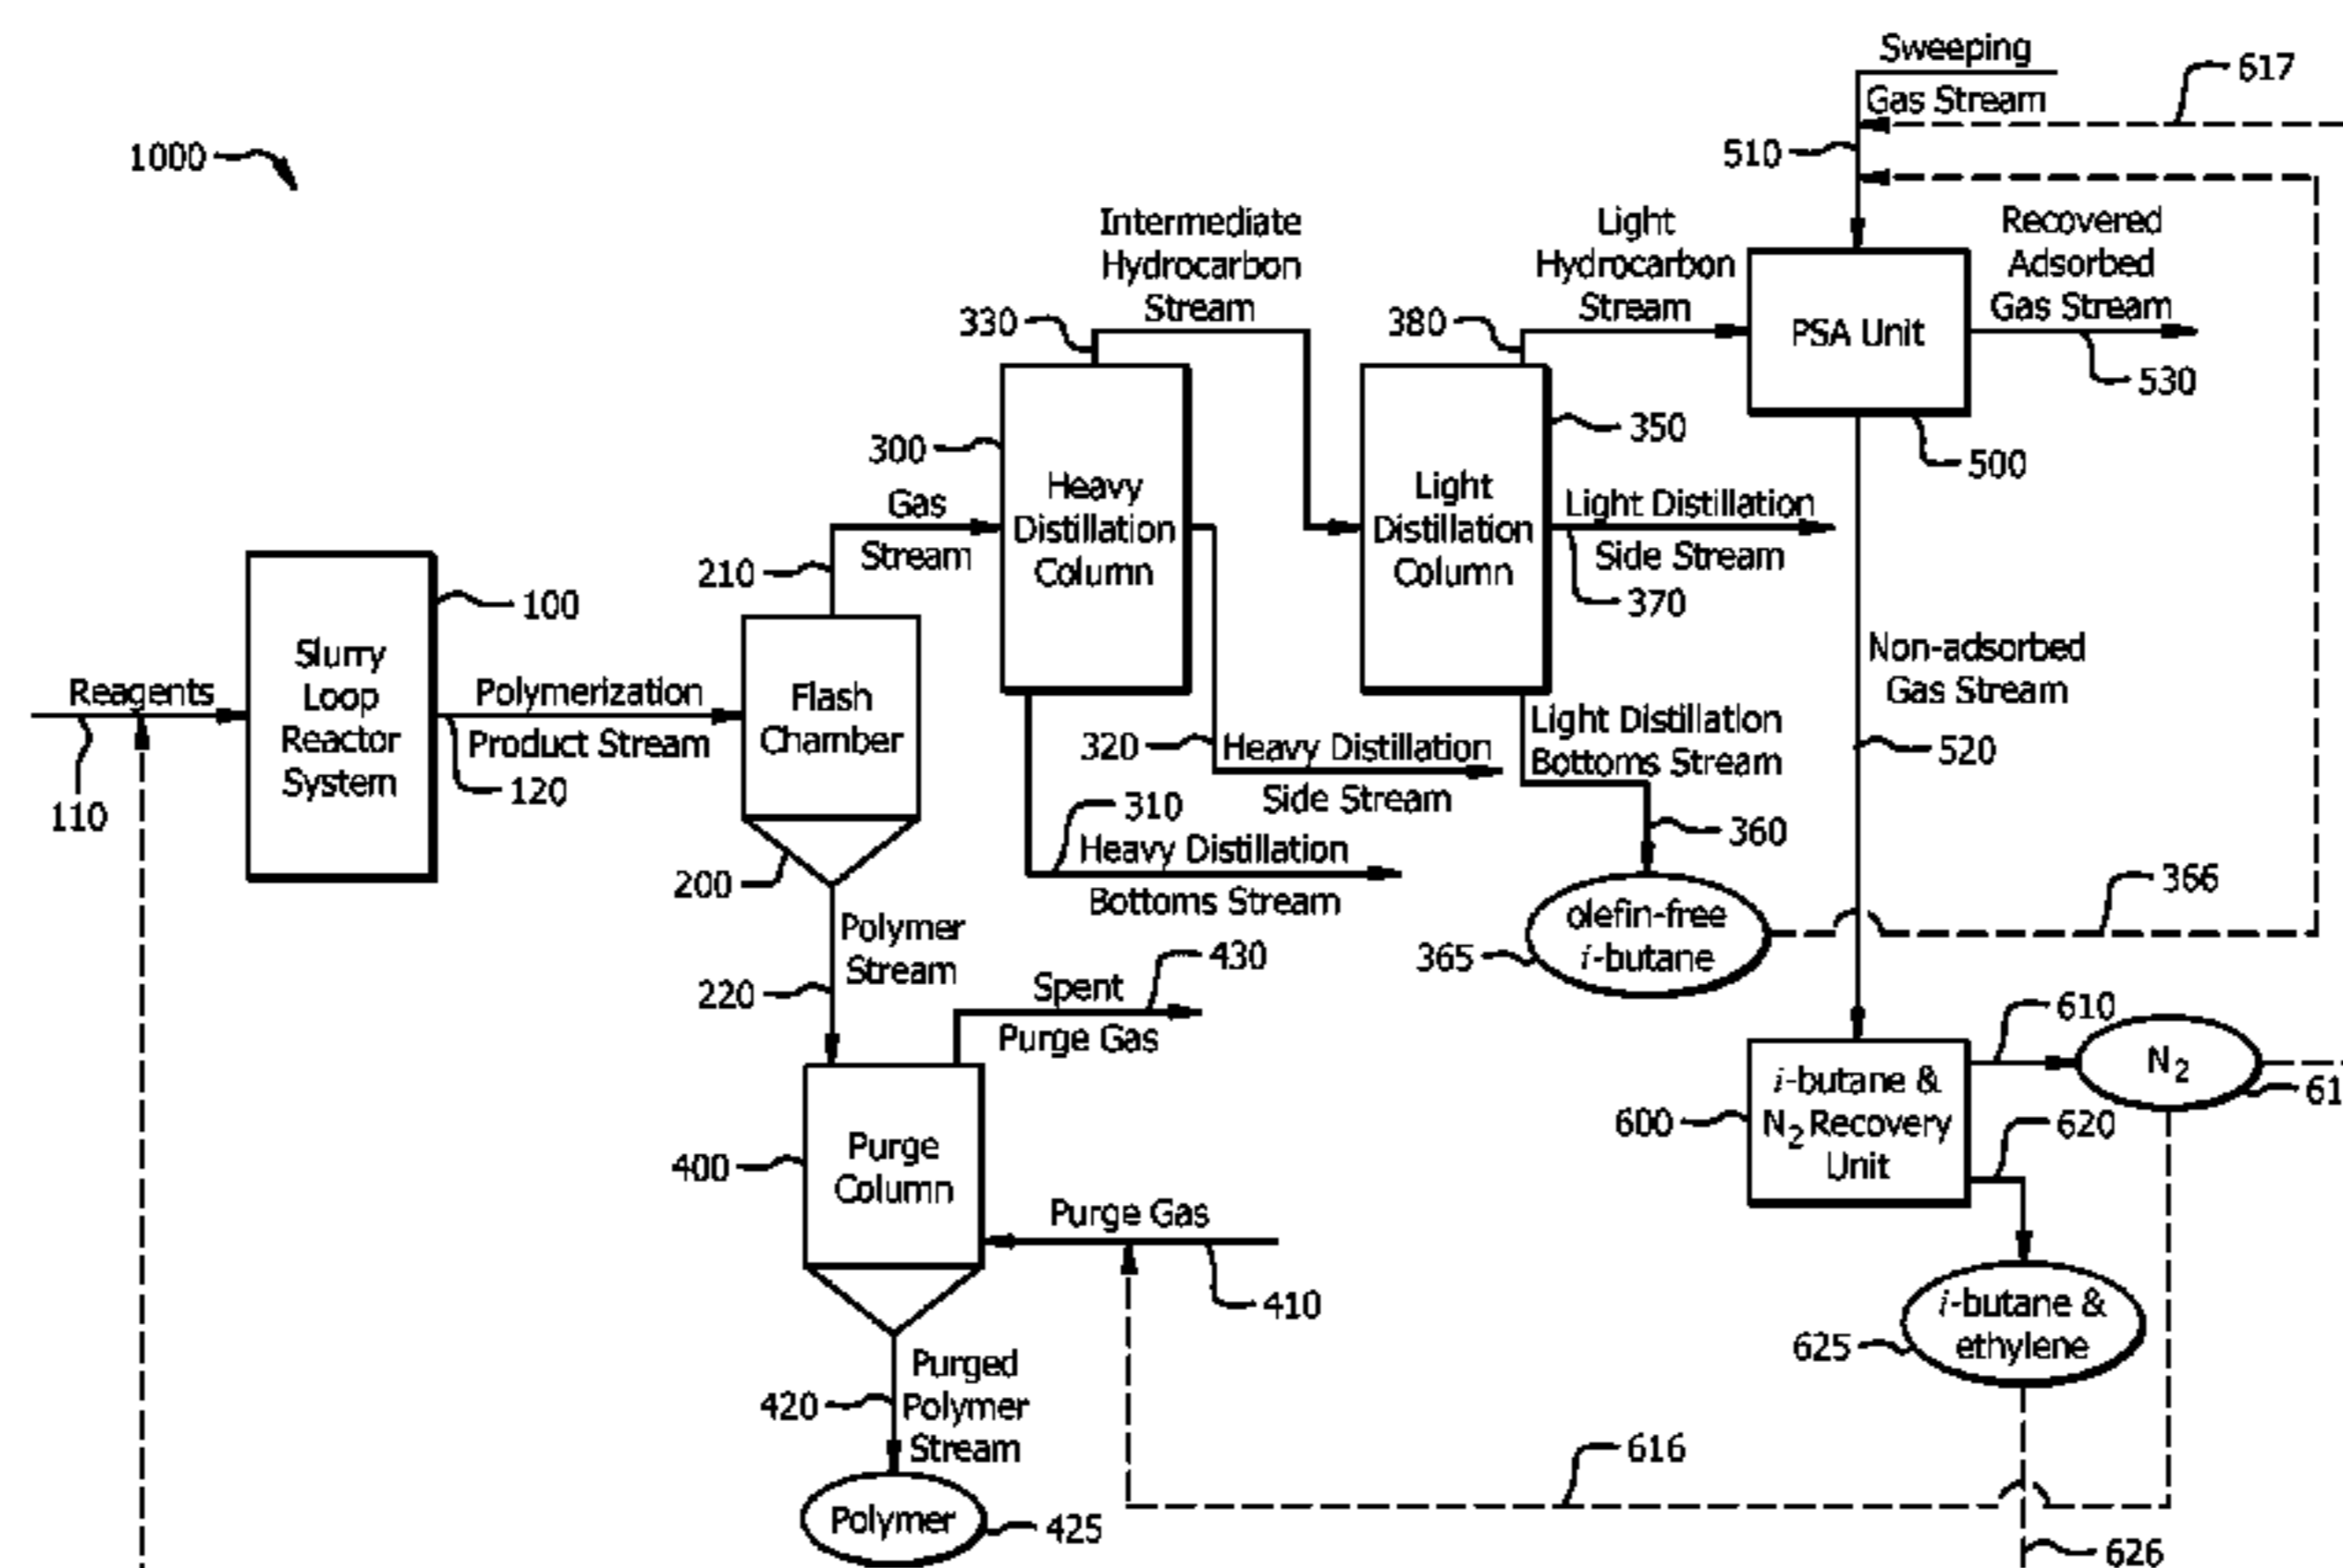 Sweeping
Gas Stream
617
1000
510
Intermediate
Hydrocarbon
Stream
Light
Hydrocarbon
Stream
Recovered
Adsorbed
Gas Stream
330
380
PSA Unit
530
300
350
500
Heavy
Distillation
Column
Light
Distillation
Column
Gas
Stream
210
Light Distillation
Side Stream
370
100
Slurry
Loop
Reactor
System
Reagents
110
Polymerization
Product Stream
120
Flash
Chamber
200
Non-adsorbed
Gas Stream
520
320
Heavy Distillation
Side Stream
Light Distillation
Bottoms Stream
310
Heavy Distillation
Bottoms Stream
360
366
olefin-free
i-butane
365
Polymer
Stream
220
430
Spent
Purge Gas
610
N2
61
i-butane &
N2 Recovery
Unit
600
620
Purge
Column
400
Purge Gas
410
i-butane &
ethylene
625
Purged
Polymer
Stream
420
616
Polymer
425
626